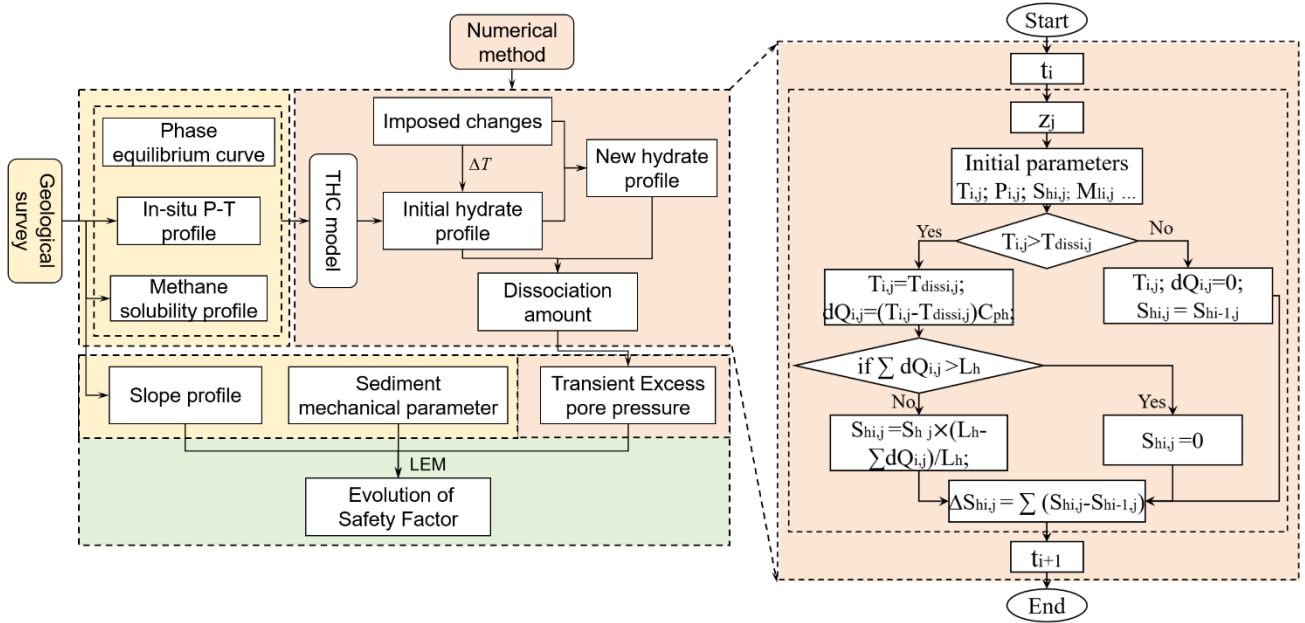 Numerical
method
Geological
survey
Phase
equilibrium curve
In-situ P-T
profile
Methane
solubility profile
THC model
Imposed changes
ΔT
Initial hydrate
profile
New hydrate
profile
Dissociation
amount
Slope profile
Sediment
mechanical parameter
Transient Excess
pore pressure
LEM
Evolution of
Safety Factor
Start
ti
zj
Initial parameters
Ti,j; Pi,j; Shi,j; Mli,j ...
Ti,j>Tdissi,j
Yes
No
Ti,j=Tdissi,j;
dQi,j=(Ti,j-Tdissi,j)Cph;
Ti,j; dQi,j=0;
Shi,j = Shi-1,j
if ∑ dQi,j >Lh
No
Yes
Shi,j=Sh j×(Lh-
∑dQi,j)/Lh;
Shi,j =0
ΔShi,j = ∑ (Shi,j-Shi-1,j)
ti+1
End